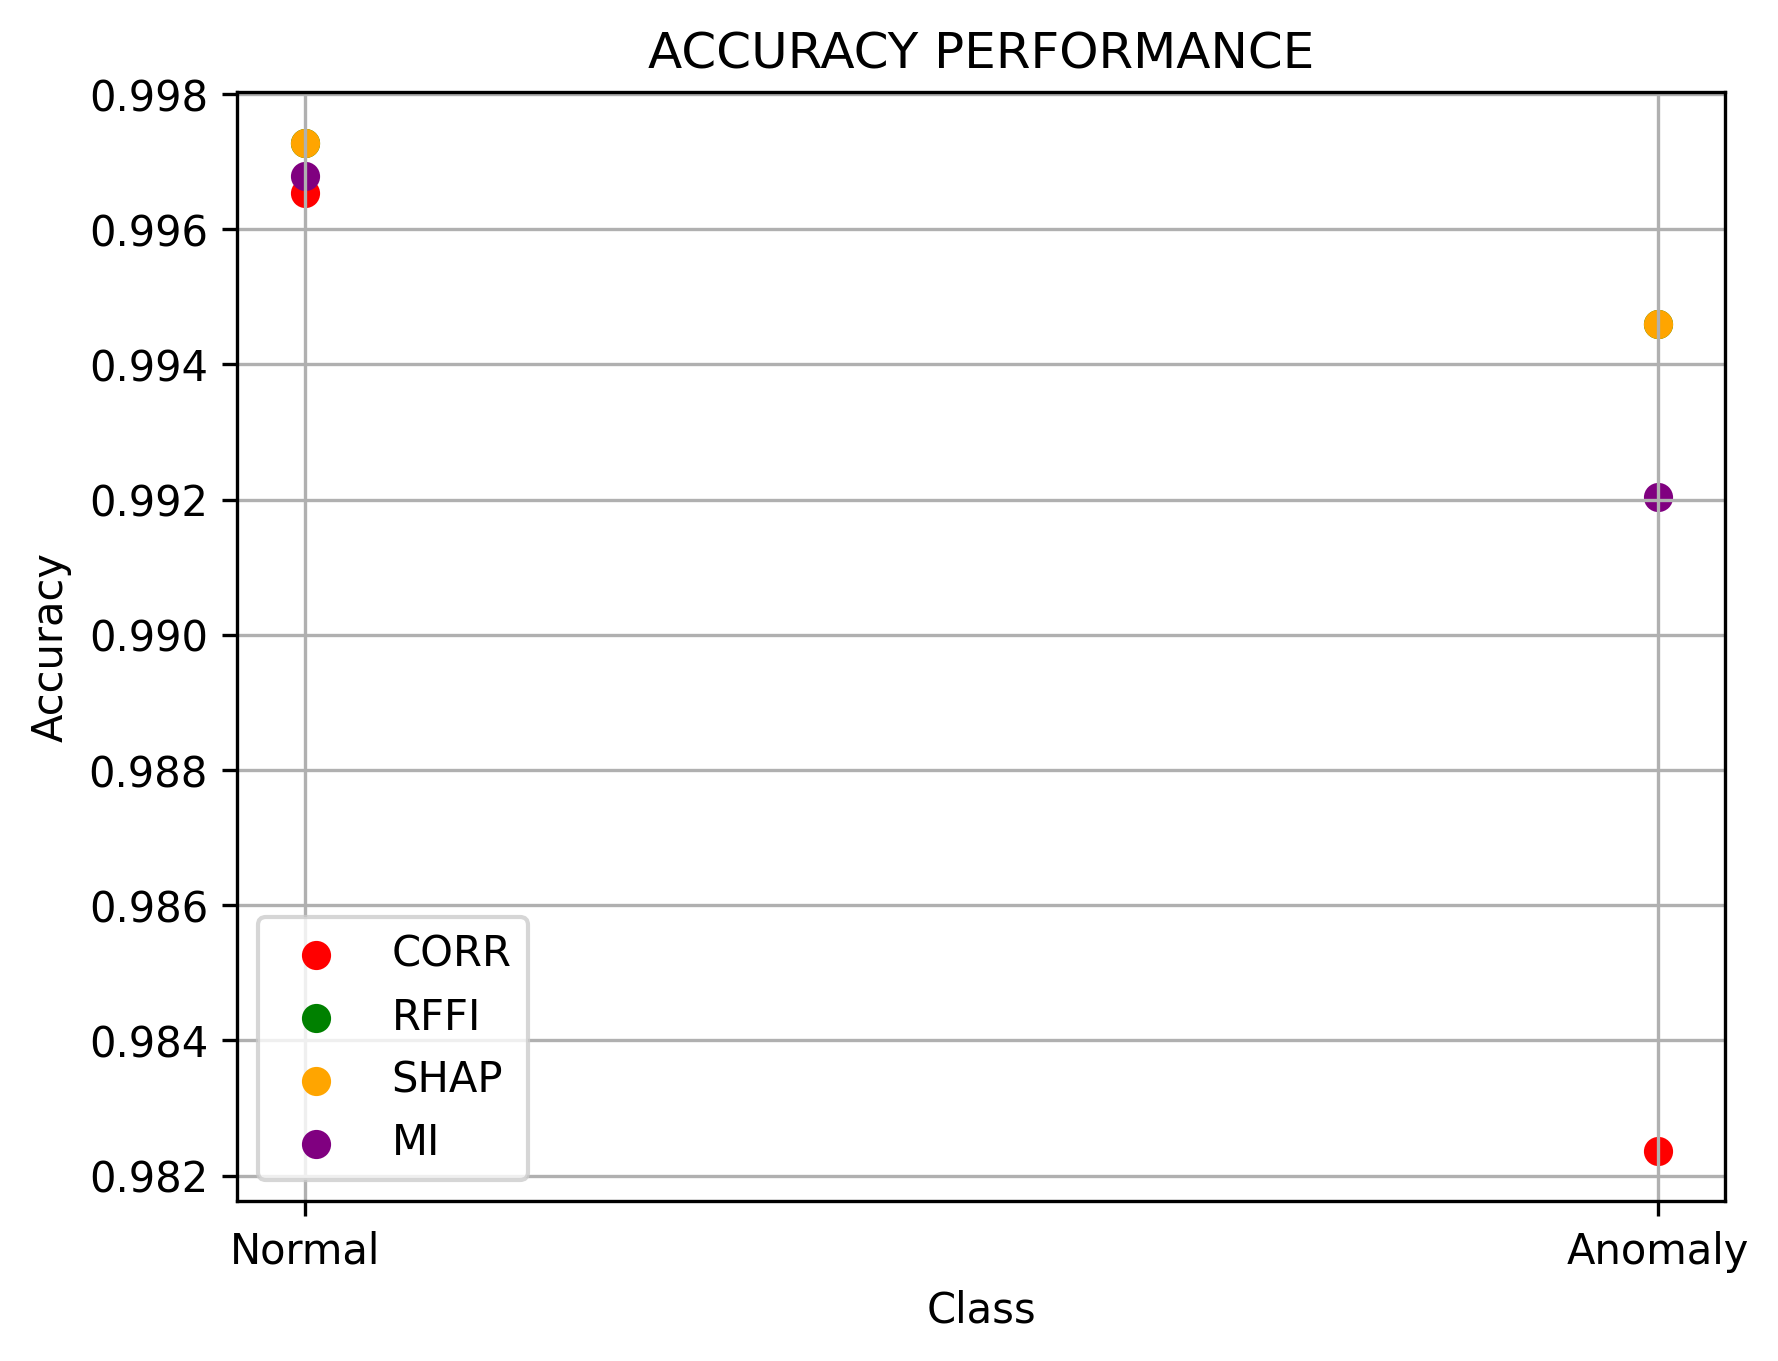 ACCURACY PERFORMANCE
0.998
0.996
0.994
0.992
0.990
0.988
0.986
0.984
0.982
Accuracy
CORR
RFFI
SHAP
MI
Normal
Anomaly
Class